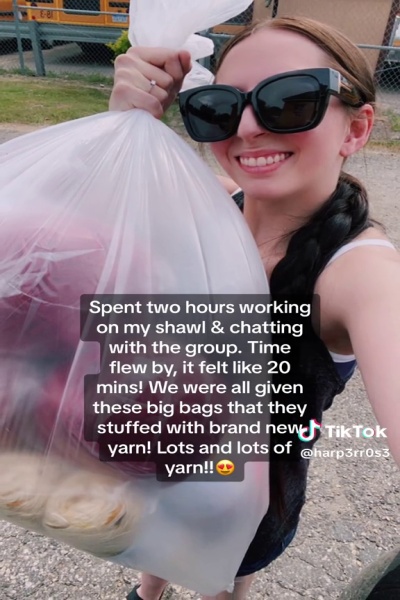 Spent two hours working
on my shawl & chatting
with the group. Time
flew by, it felt like 20
mins! We were all given
these big bags that they
stuffed with brand new
yarn! Lots and lots of
yarn!!😍
TikTok
@harp3rr0s3